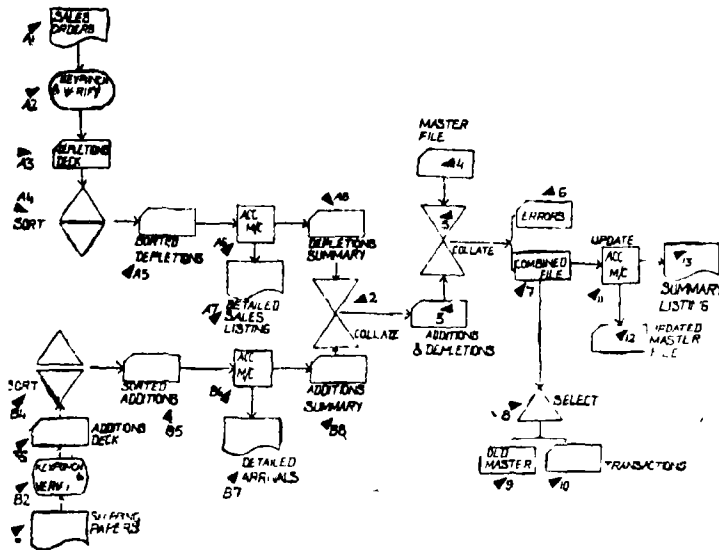 A1
SALES
ORDERS
A2
KEYPUNCH
& VERIFY
A3
DEPLETIONS
DECK
A4
SORT
SORTED
DEPLETIONS
A5
ACC
M/C
A6
A7
DETAILED
SALES
LISTING
A8
DEPLETIONS
SUMMARY
2
COLLATE
MASTER
FILE
4
5
COLLATE
3
ADDITIONS
& DEPLETIONS
6
ERRORS
COMBINED
FILE
7
UPDATE
ACC
M/C
11
13
SUMMARY
LISTING
12
UPDATED
MASTER
FILE
8
SELECT
OLD
MASTER
9
10
TRANSACTIONS
SORT
B4
SORTED
ADDITIONS
B5
ACC
M/C
B6
DETAILED
ARRIVALS
B7
ADDITIONS
SUMMARY
B8
ADDITIONS
DECK
KEYPUNCH
&
B2
PAPERS